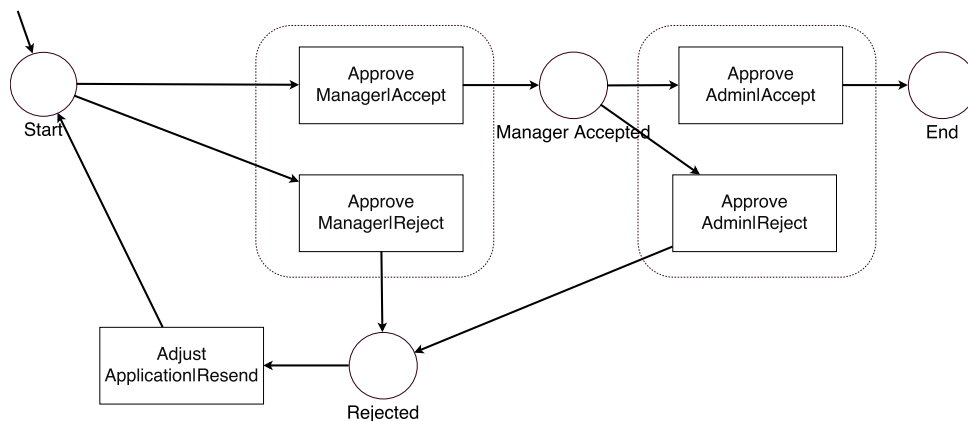 Approve
Manager|Accept
Approve
Admin|Accept
Start
Manager Accepted
End
Approve
Manager|Reject
Approve
Admin|Reject
Adjust
Application|Resend
Rejected